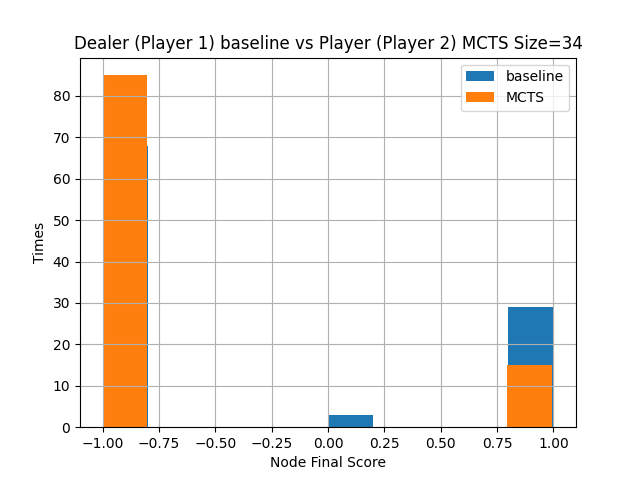 Dealer (Player 1) baseline vs Player (Player 2) MCTS Size=34
baseline
MCTS
80
70
60
50
40
30
20
10
0
Times
−1.00 −0.75 −0.50 −0.25 0.00 0.25 0.50 0.75 1.00
Node Final Score